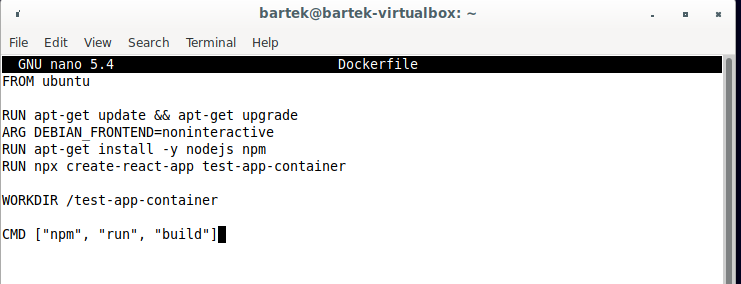 bartek@bartek-virtualbox: ~
File Edit View Search Terminal Help
GNU nano 5.4 Dockerfile
FROM ubuntu
RUN apt-get update && apt-get upgrade
ARG DEBIAN_FRONTEND=noninteractive
RUN apt-get install -y nodejs npm
RUN npx create-react-app test-app-container
WORKDIR /test-app-container
CMD ["npm", "run", "build"]